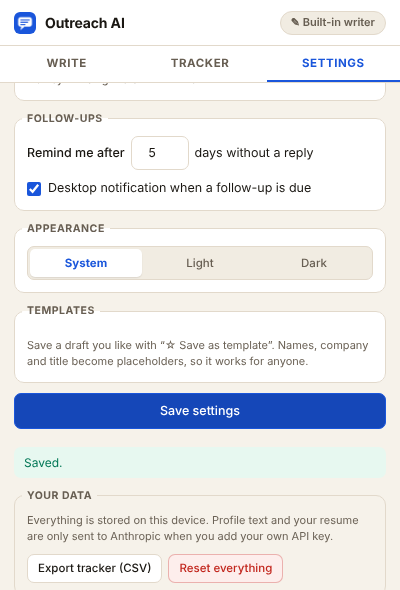 Outreach AI
✎ Built-in writer
WRITE
TRACKER
SETTINGS
FOLLOW-UPS
Remind me after 5 days without a reply
Desktop notification when a follow-up is due
APPEARANCE
System
Light
Dark
TEMPLATES
Save a draft you like with “☆ Save as template”. Names, company
and title become placeholders, so it works for anyone.
Save settings
Saved.
YOUR DATA
Everything is stored on this device. Profile text and your resume
are only sent to Anthropic when you add your own API key.
Export tracker (CSV)
Reset everything